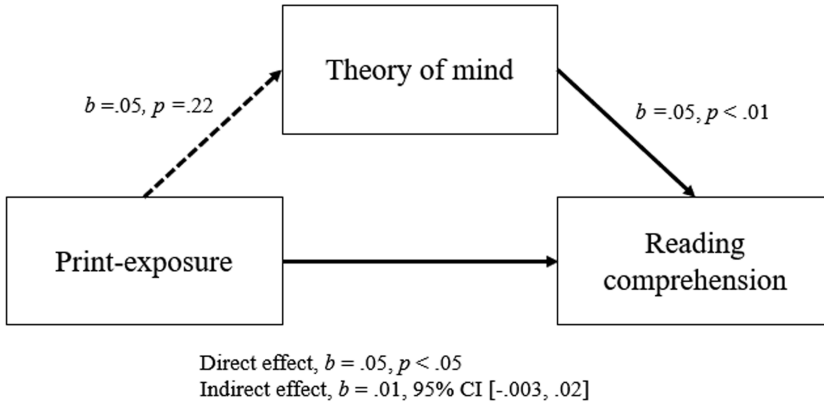 Theory of mind
b =.05, p =.22
b =.05, p < .01
Print-exposure
Reading
comprehension
Direct effect, b = .05, p < .05
Indirect effect, b = .01, 95% CI [-.003, .02]